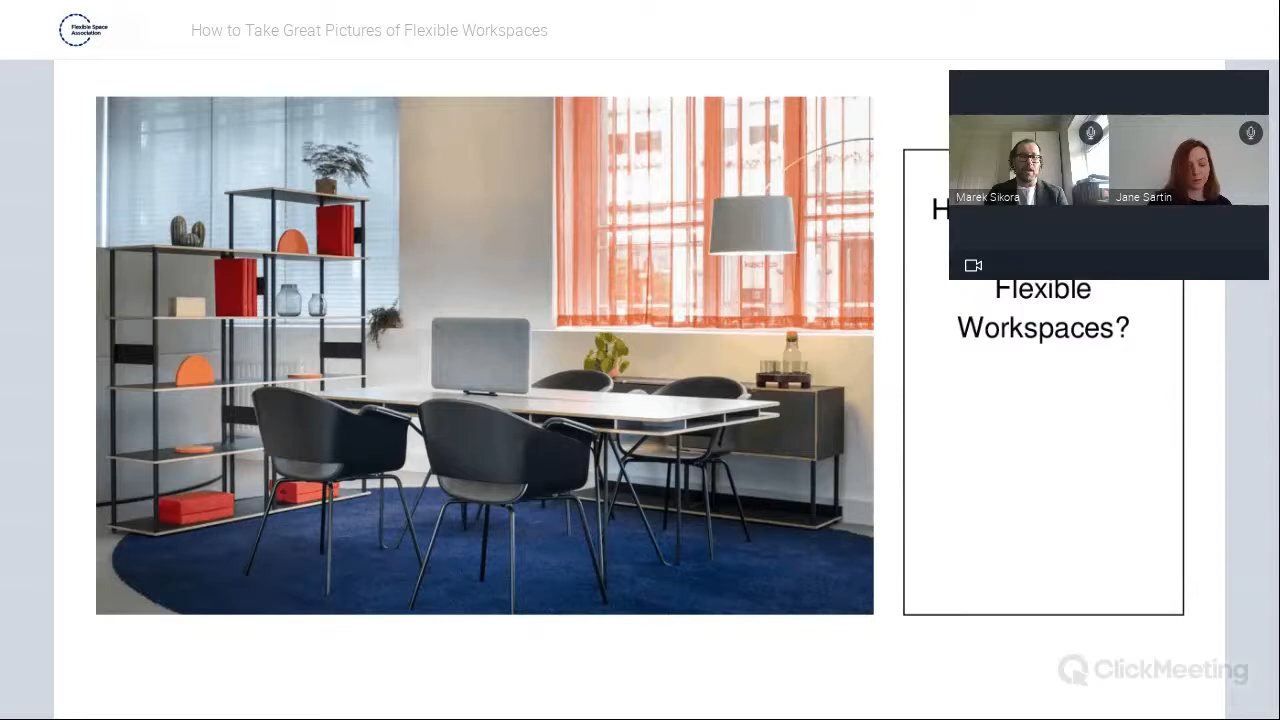 Flexible Space
Association
How to Take Great Pictures of Flexible Workspaces
Marek Sikora
Jane Sartin
H
Flexible
Workspaces?
ClickMeeting